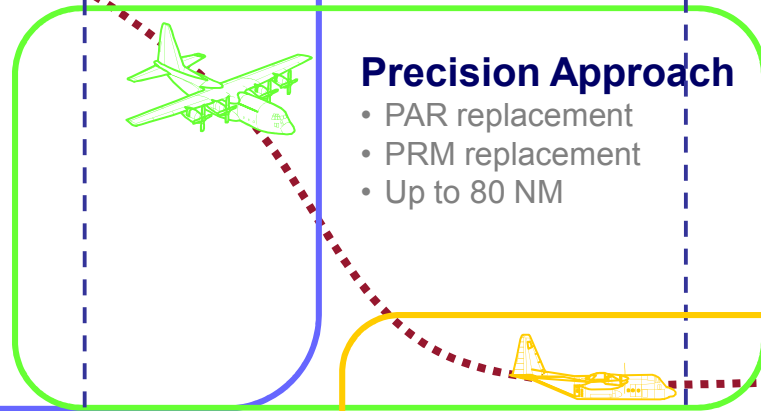 Precision Approach
• PAR replacement
• PRM replacement
• Up to 80 NM